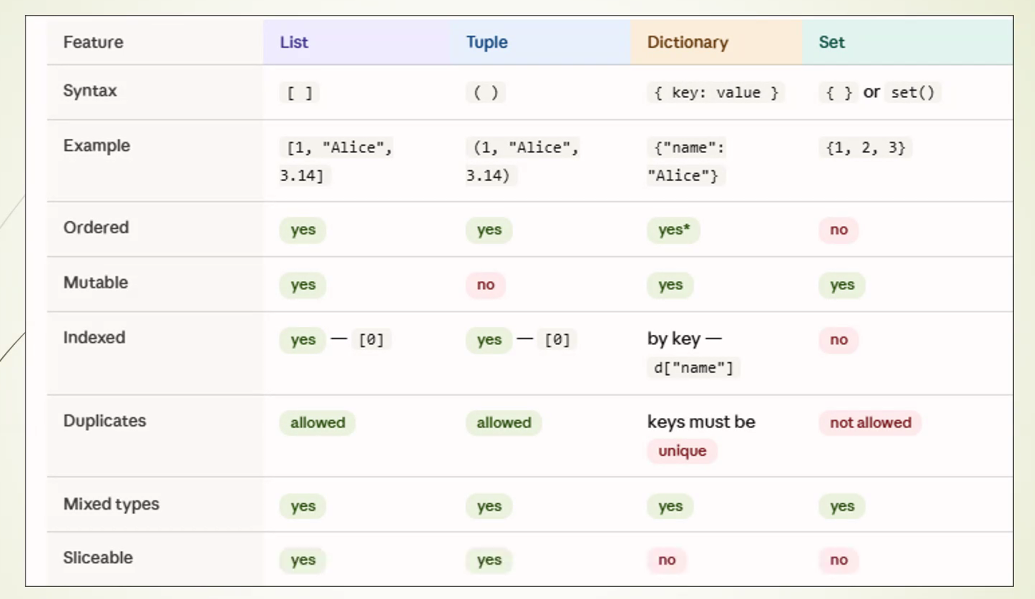 Feature List Tuple Dictionary Set
Syntax [ ] ( ) { key: value } { } or set()
Example [1, "Alice", (1, "Alice", {"name": {1, 2, 3}
3.14] 3.14) "Alice"}
Ordered yes yes yes* no
Mutable yes no yes yes
Indexed yes — [0] yes — [0] by key — no
d["name"]
Duplicates allowed allowed keys must be not allowed
unique
Mixed types yes yes yes yes
Sliceable yes yes no no